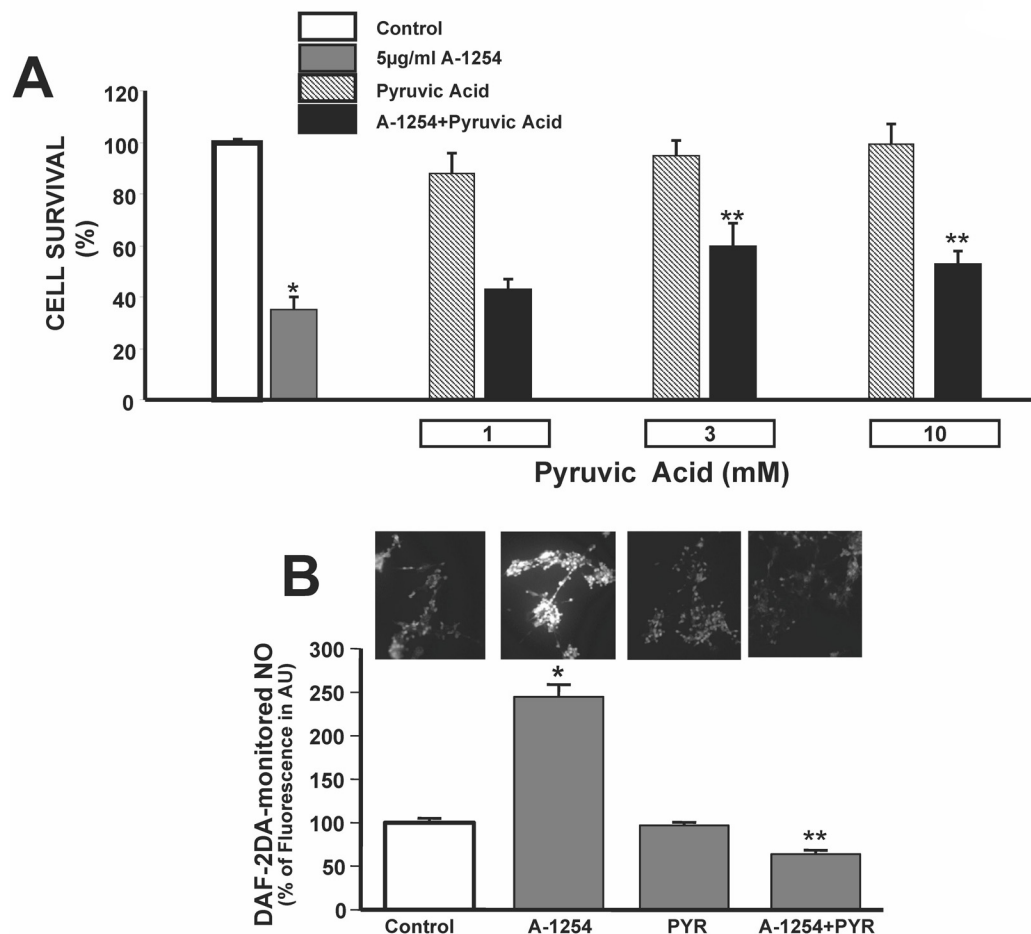 Control
5µg/ml A-1254
Pyruvic Acid
A-1254+Pyruvic Acid
A
CELL SURVIVAL
(%)
120
100
80
60
40
20
0
*
**
**
1
3
10
Pyruvic Acid (mM)
B
DAF-2DA-monitored NO
(% of Fluorescence in AU)
300
250
200
150
100
50
0
*
**
Control
A-1254
PYR
A-1254+PYR